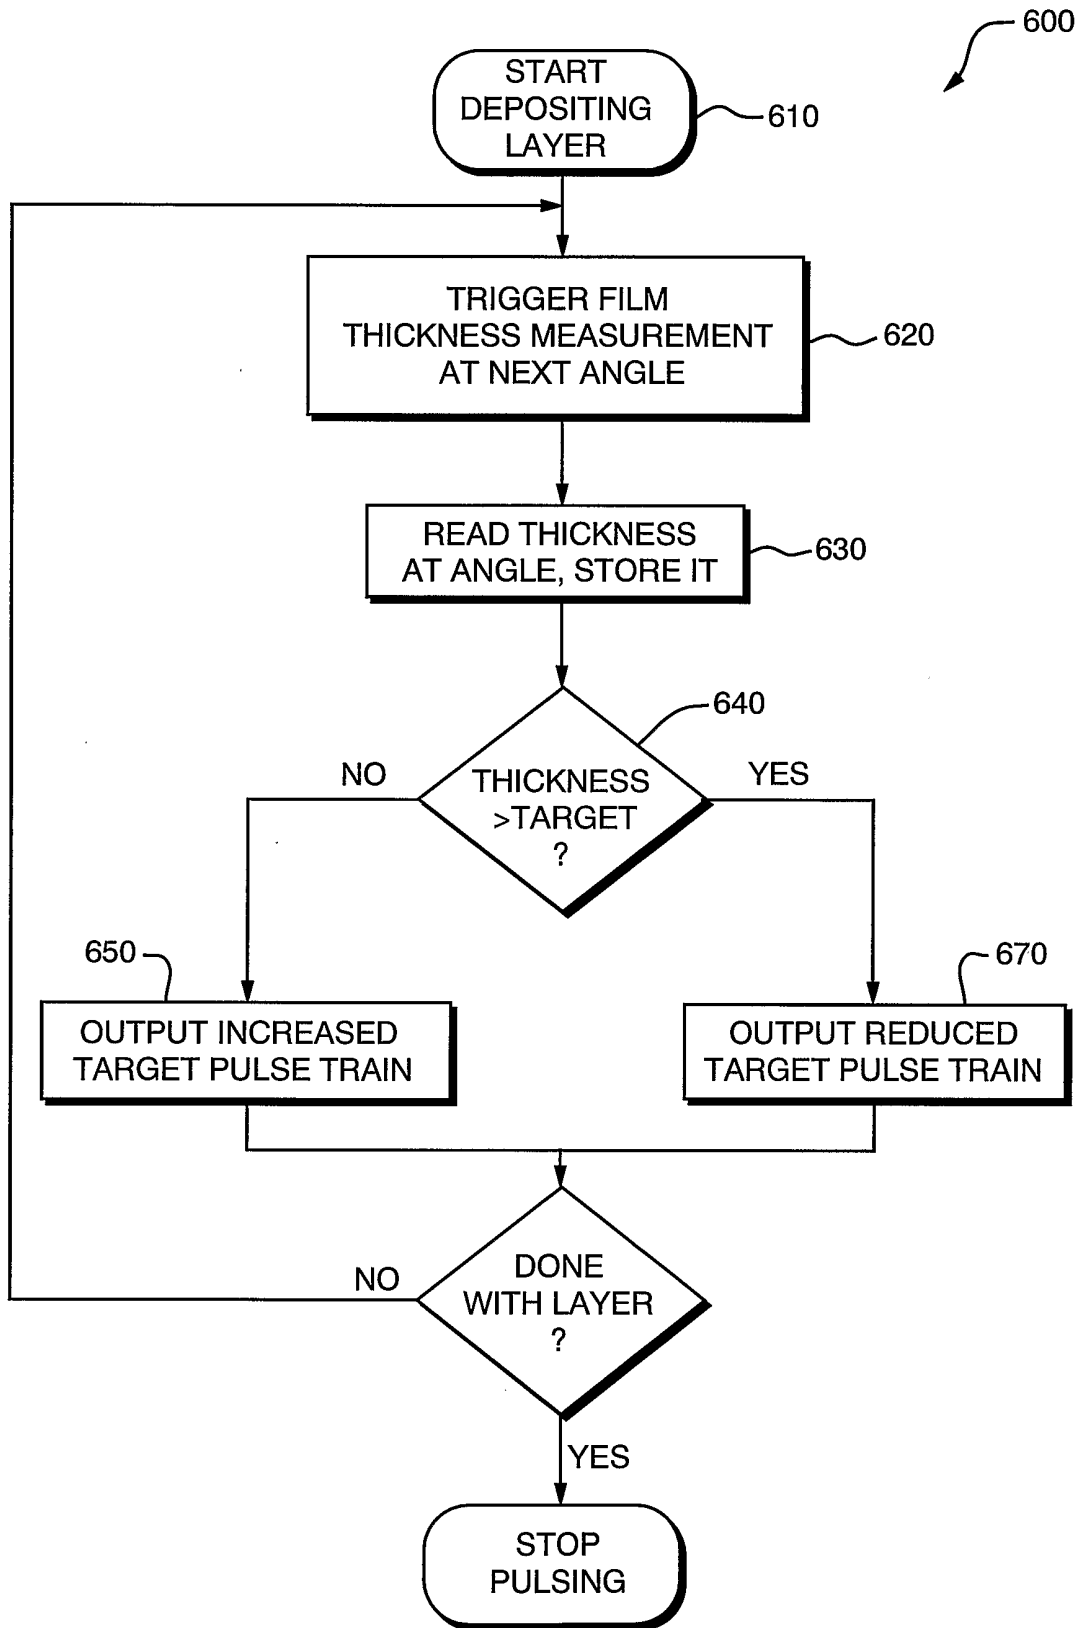 600
START
DEPOSITING
LAYER
610
TRIGGER FILM
THICKNESS MEASUREMENT
AT NEXT ANGLE
620
READ THICKNESS
AT ANGLE, STORE IT
630
640
NO
THICKNESS
>TARGET
?
YES
650
OUTPUT INCREASED
TARGET PULSE TRAIN
670
OUTPUT REDUCED
TARGET PULSE TRAIN
NO
DONE
WITH LAYER
?
YES
STOP
PULSING